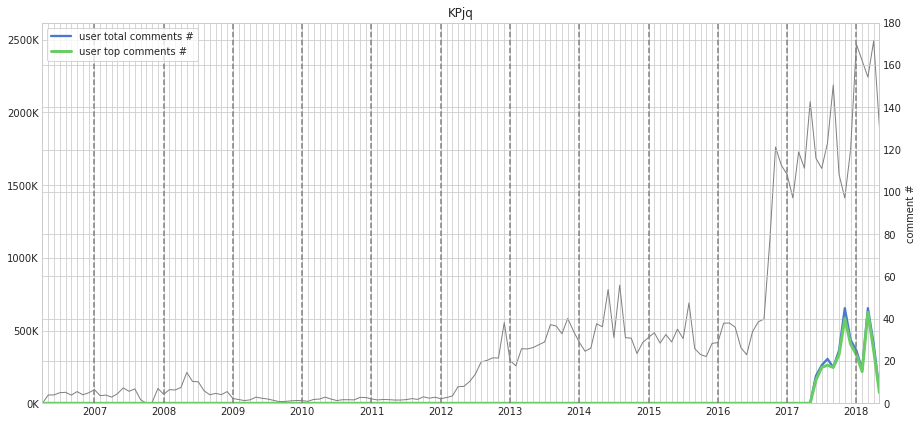 KPjq
user total comments #
user top comments #
2500K
2000K
1500K
1000K
500K
0K
180
160
140
120
100
80
60
40
20
0
comment #
2007 2008 2009 2010 2011 2012 2013 2014 2015 2016 2017 2018